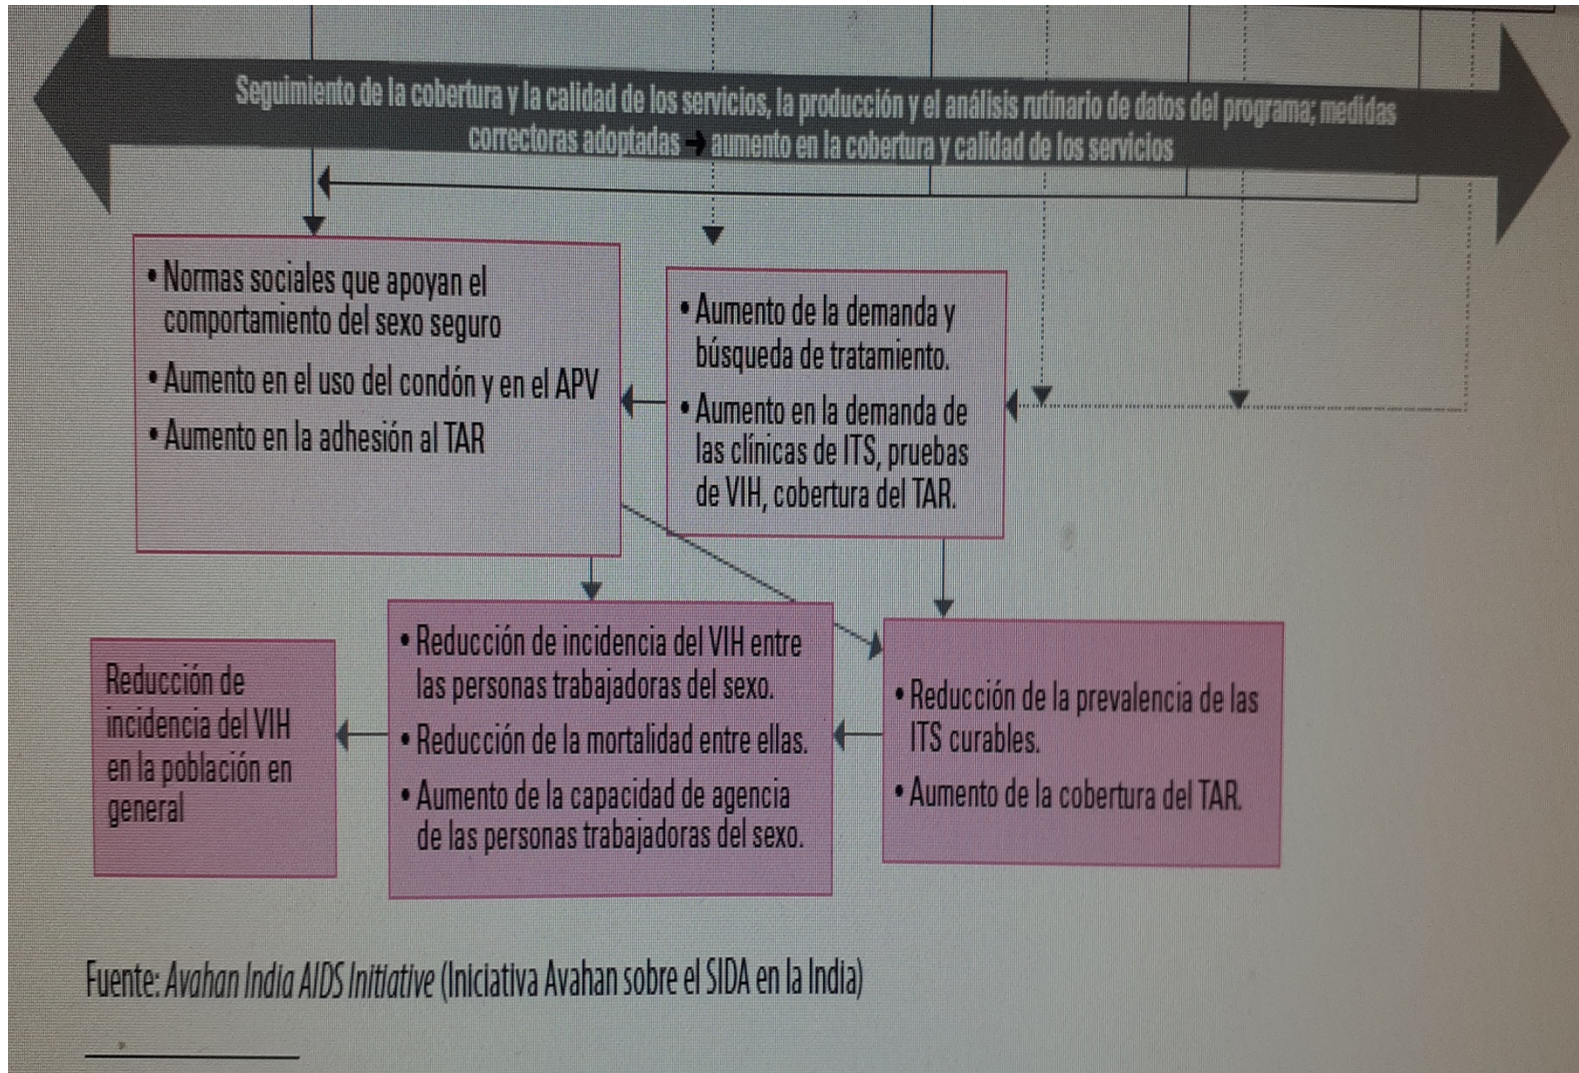 Seguimiento de la cobertura y la calidad de los servicios, la producción y el análisis rutinario de datos del programa; medidas
correctoras adoptadas → aumento en la cobertura y calidad de los servicios
• Normas sociales que apoyan el
comportamiento del sexo seguro
• Aumento en el uso del condón y en el APV
• Aumento en la adhesión al TAR
• Aumento de la demanda y
búsqueda de tratamiento.
• Aumento en la demanda de
las clínicas de ITS, pruebas
de VIH, cobertura del TAR.
Reducción de
incidencia del VIH
en la población en
general
• Reducción de incidencia del VIH entre
las personas trabajadoras del sexo.
• Reducción de la mortalidad entre ellas.
• Aumento de la capacidad de agencia
de las personas trabajadoras del sexo.
• Reducción de la prevalencia de las
ITS curables.
• Aumento de la cobertura del TAR.
Fuente: Avahan India AIDS Initiative (Iniciativa Avahan sobre el SIDA en la India)